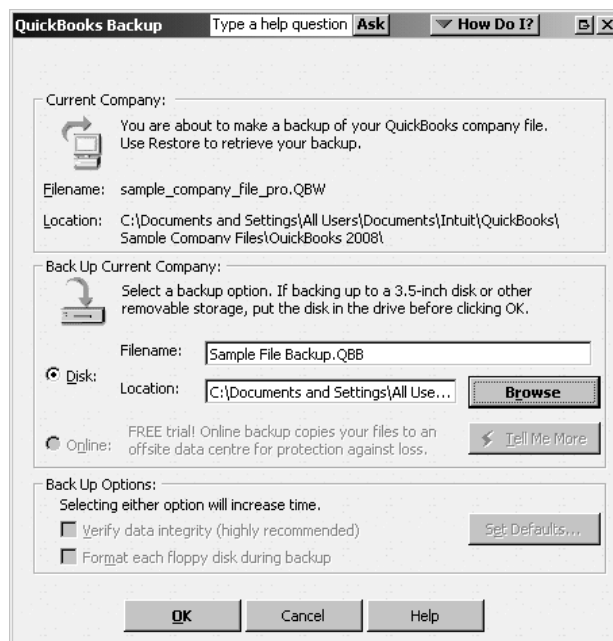 QuickBooks Backup Type a help question Ask How Do I?
Current Company:
You are about to make a backup of your QuickBooks company file.
Use Restore to retrieve your backup.
Filename: sample_company_file_pro.QBW
Location: C:\Documents and Settings\All Users\Documents\Intuit\QuickBooks\
Sample Company Files\QuickBooks 2008\
Back Up Current Company:
Select a backup option. If backing up to a 3.5-inch disk or other
removable storage, put the disk in the drive before clicking OK.
Filename: Sample File Backup.QBB
Disk:
Location: C:\Documents and Settings\All Use... Browse
Online: FREE trial! Online backup copies your files to an
offsite data centre for protection against loss.
Tell Me More
Back Up Options:
Selecting either option will increase time.
Verify data integrity (highly recommended)
Set Defaults...
Format each floppy disk during backup
OK Cancel Help